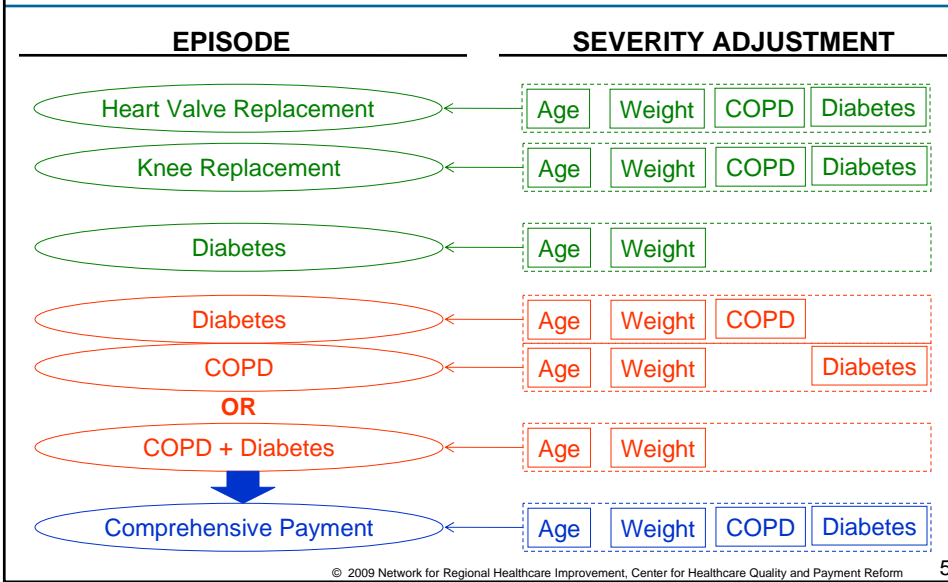 EPISODE SEVERITY ADJUSTMENT
Heart Valve Replacement Age Weight COPD Diabetes
Knee Replacement Age Weight COPD Diabetes
Diabetes Age Weight
Diabetes Age Weight COPD
COPD Age Weight Diabetes
OR
COPD + Diabetes Age Weight
Comprehensive Payment Age Weight COPD Diabetes
© 2009 Network for Regional Healthcare Improvement, Center for Healthcare Quality and Payment Reform 5